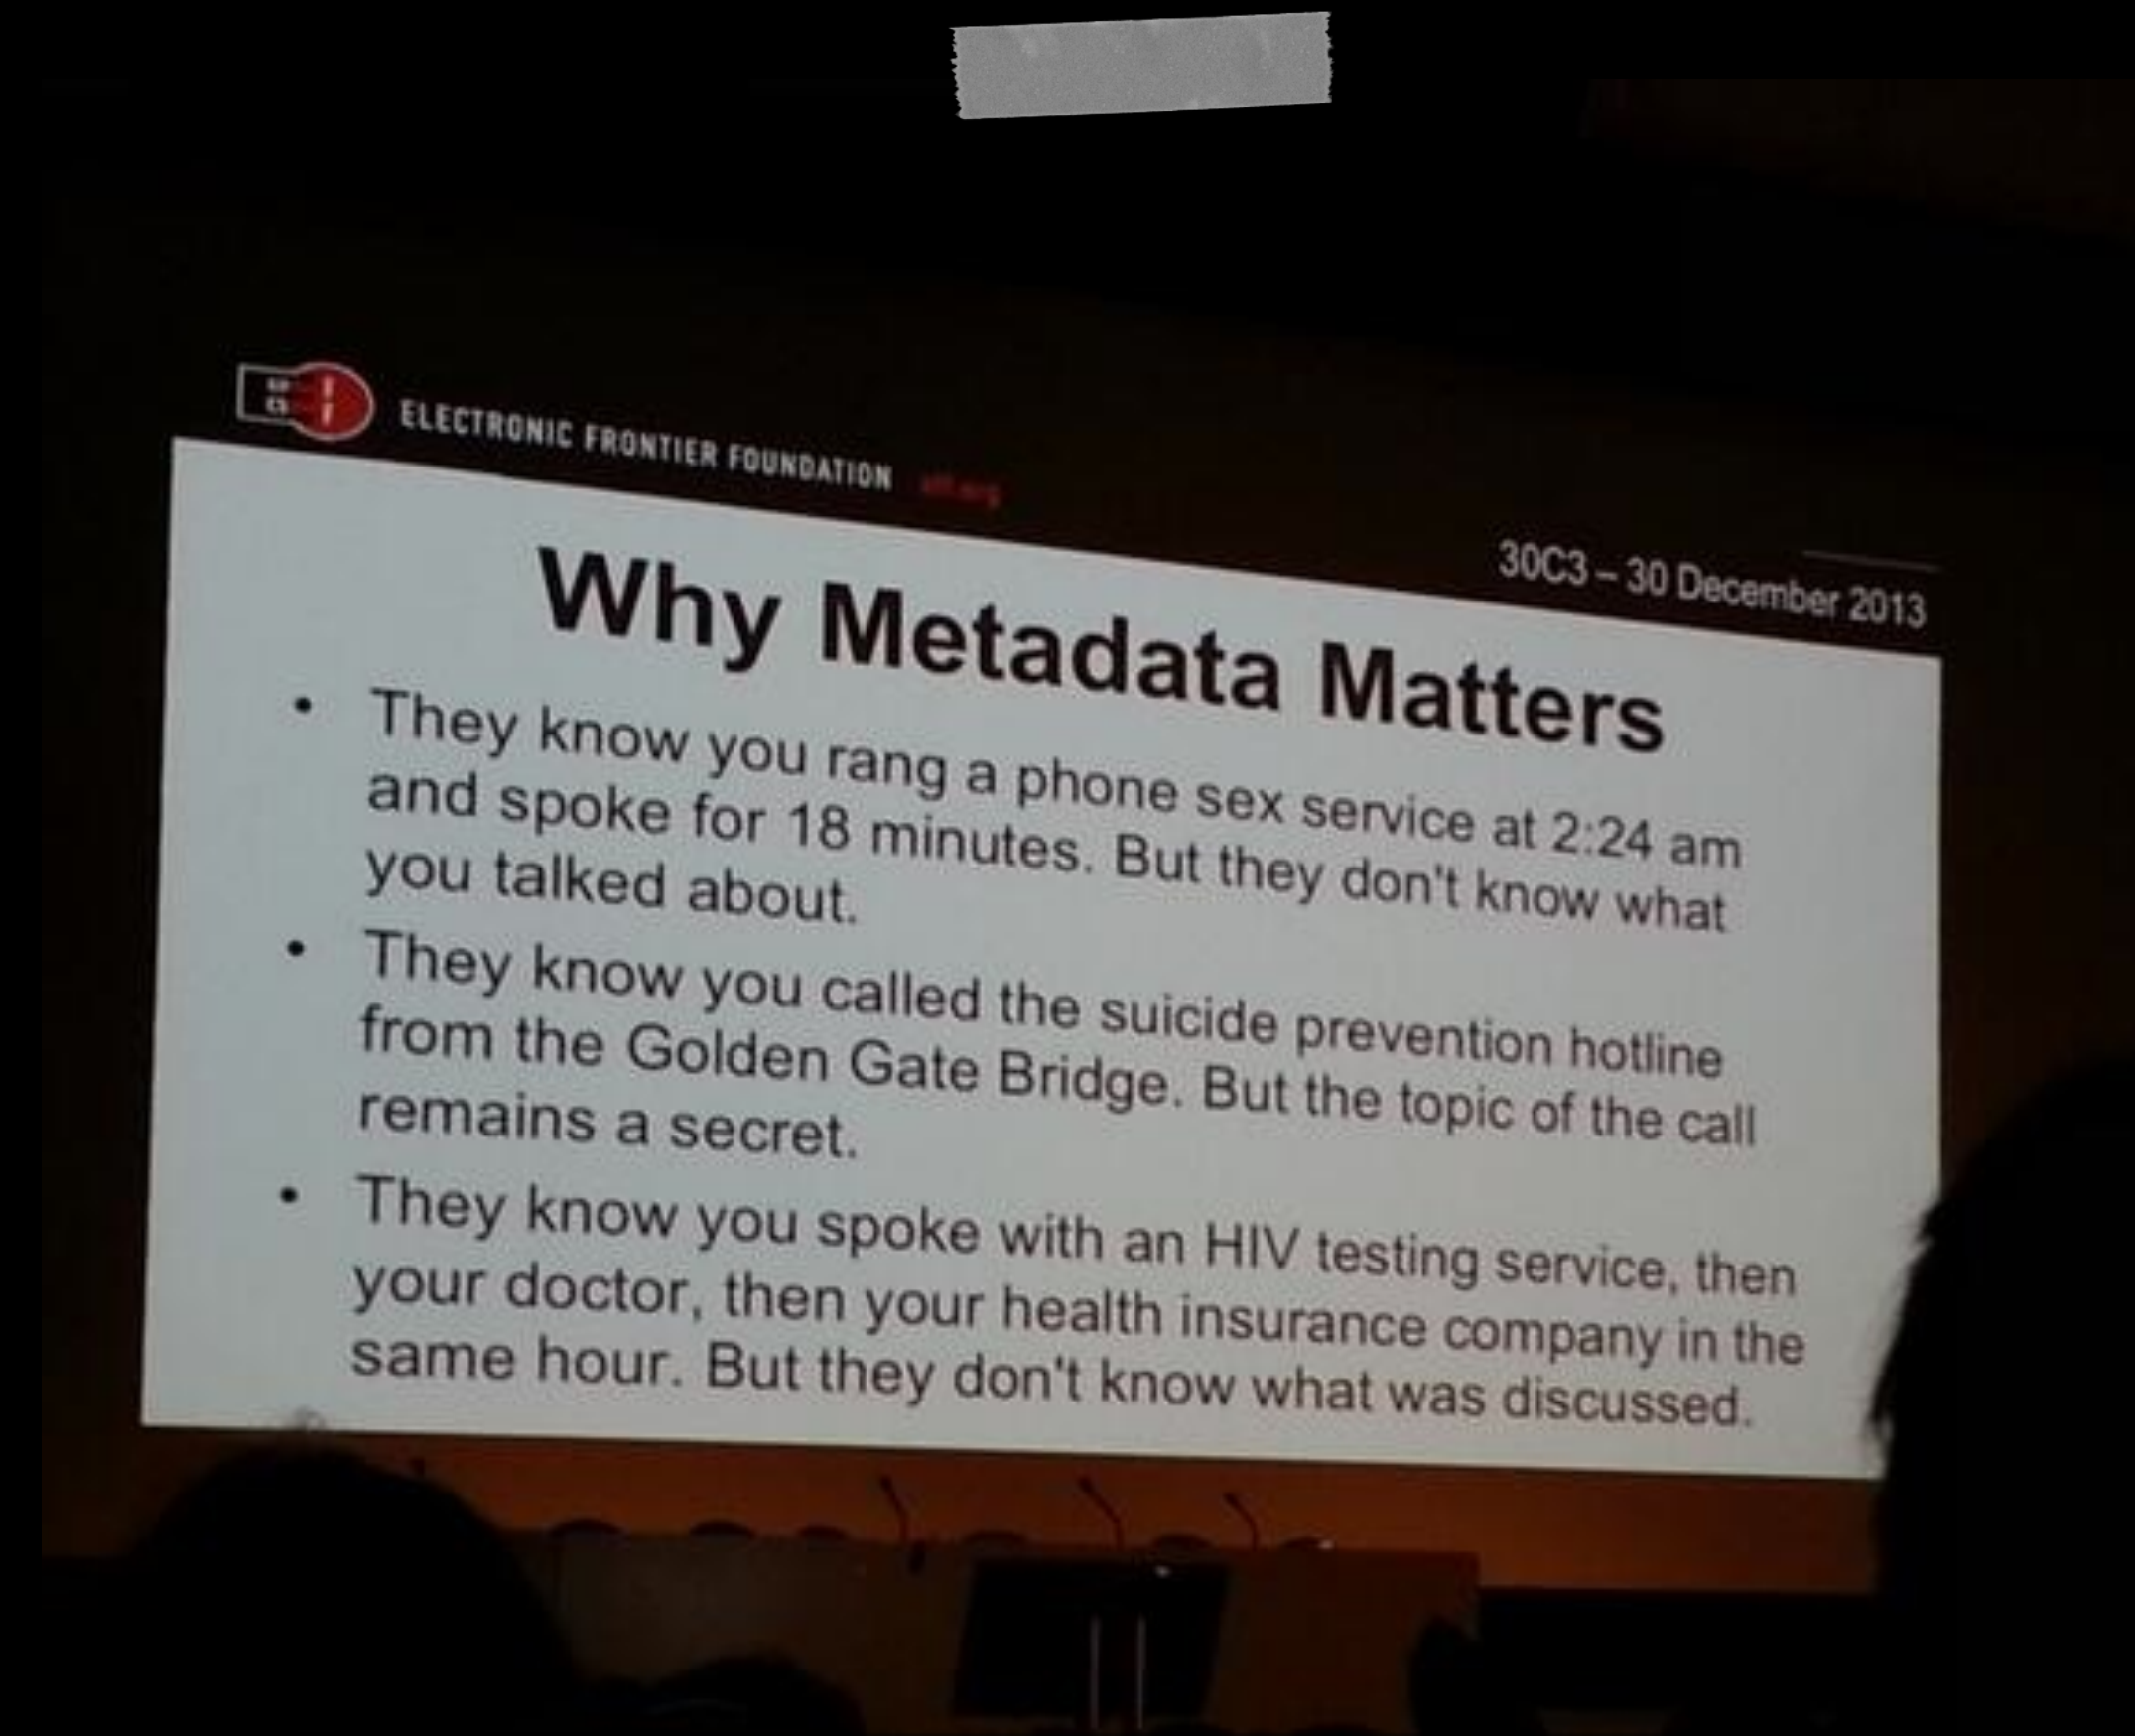 ELECTRONIC FRONTIER FOUNDATION eff.org
30C3 – 30 December 2013
Why Metadata Matters
• They know you rang a phone sex service at 2:24 am
and spoke for 18 minutes. But they don't know what
you talked about.
• They know you called the suicide prevention hotline
from the Golden Gate Bridge. But the topic of the call
remains a secret.
• They know you spoke with an HIV testing service, then
your doctor, then your health insurance company in the
same hour. But they don't know what was discussed.